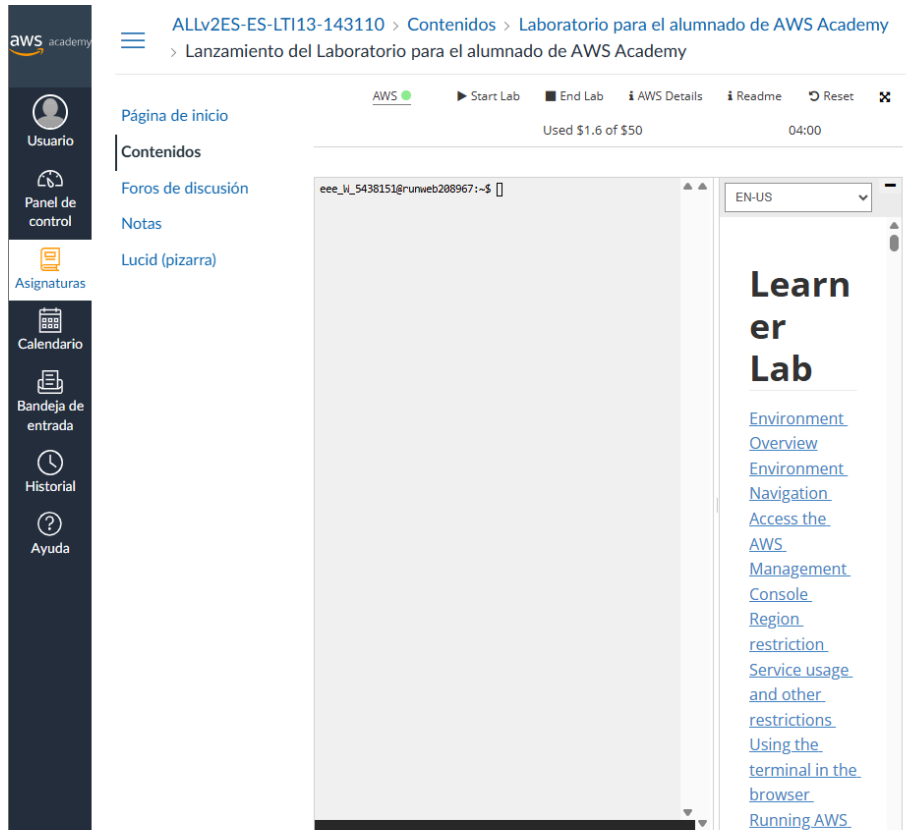 aws academy
ALLv2ES-ES-LTI13-143110 > Contenidos > Laboratorio para el alumnado de AWS Academy
> Lanzamiento del Laboratorio para el alumnado de AWS Academy
Usuario
Panel de
control
Asignaturas
Calendario
Bandeja de
entrada
Historial
Ayuda
Página de inicio
Contenidos
Foros de discusión
Notas
Lucid (pizarra)
AWS Start Lab End Lab AWS Details Readme Reset
Used $1.6 of $50 04:00
eee_W_5438151@runweb208967:~$
EN-US
Learn
er
Lab
Environment
Overview
Environment
Navigation
Access the
AWS
Management
Console
Region
restriction
Service usage
and other
restrictions
Using the
terminal in the
browser
Running AWS